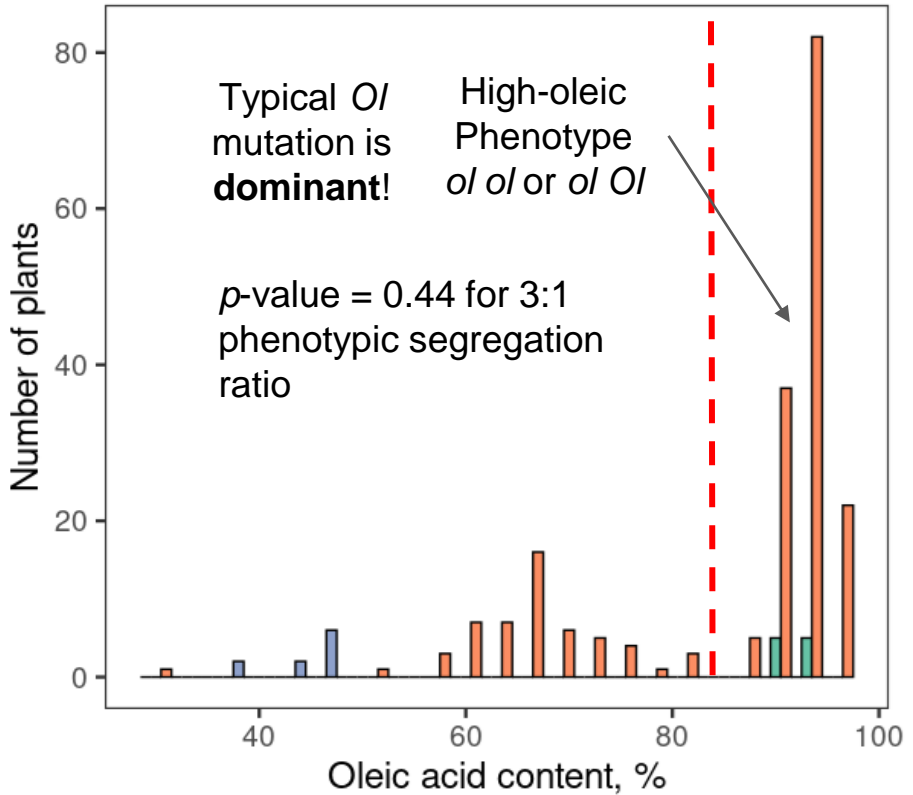 80
60
40
20
0
Number of plants
Typical Ol
mutation is
dominant!
High-oleic
Phenotype
ol ol or ol Ol
p-value = 0.44 for 3:1
phenotypic segregation
ratio
40
60
80
100
Oleic acid content, %